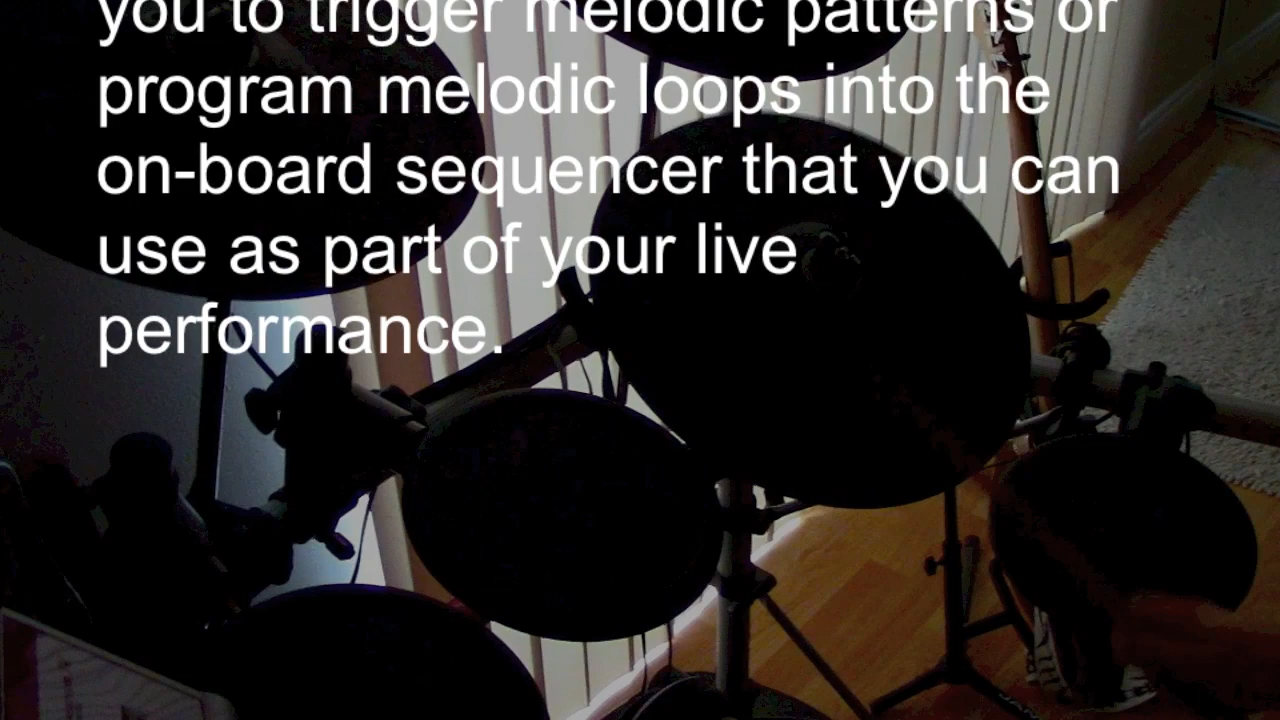 you to trigger melodic patterns or
program melodic loops into the
on-board sequencer that you can
use as part of your live
performance.